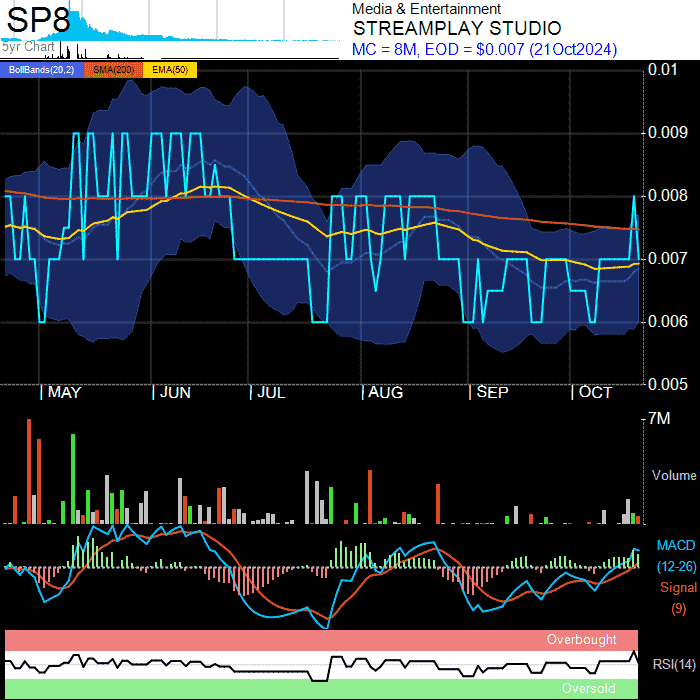 SP8
5yr Chart
Media & Entertainment
STREAMPLAY STUDIO
MC = 8M, EOD = $0.007 (21Oct2024)
BollBands(20,2) SMA(200) EMA(50)
0.01
0.009
0.008
0.007
0.006
0.005
| MAY | JUN | JUL | AUG | SEP | OCT
7M
Volume
MACD
(12-26)
Signal
(9)
Overbought
RSI(14)
Oversold